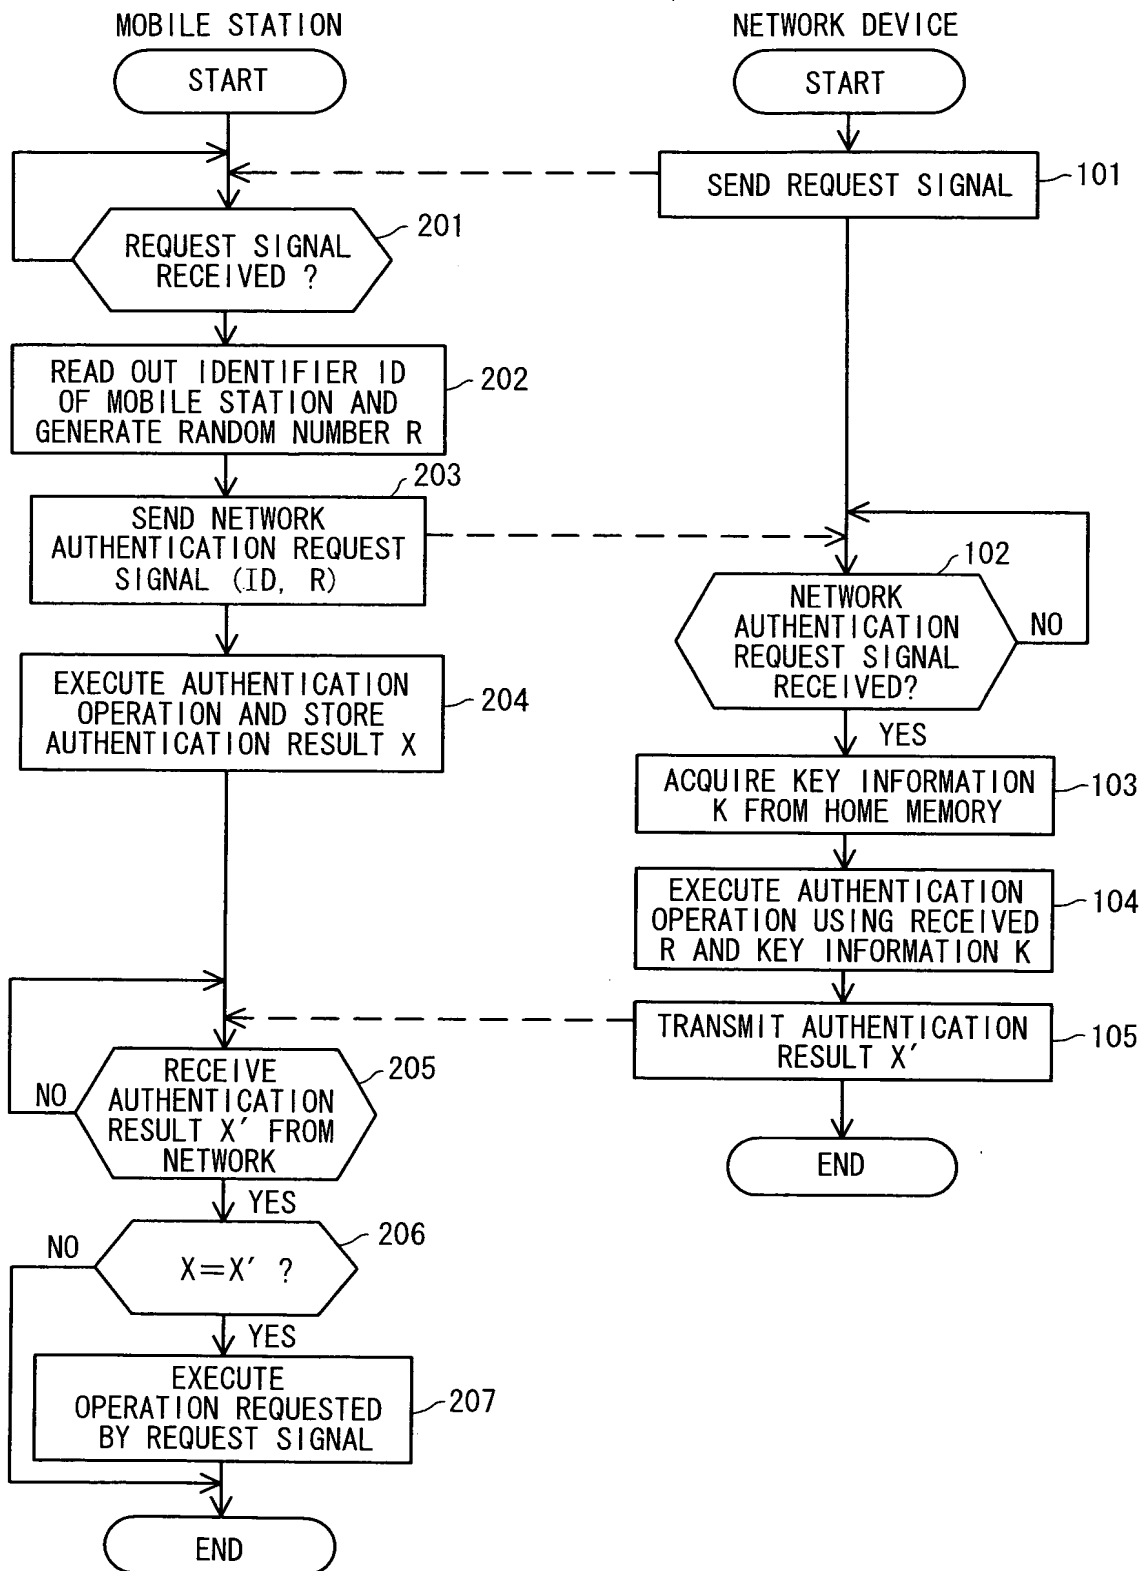 MOBILE STATION
START
REQUEST SIGNAL
RECEIVED ?
201
READ OUT IDENTIFIER ID
OF MOBILE STATION AND
GENERATE RANDOM NUMBER R
202
203
SEND NETWORK
AUTHENTICATION REQUEST
SIGNAL (ID, R)
EXECUTE AUTHENTICATION
OPERATION AND STORE
AUTHENTICATION RESULT X
204
RECEIVE
AUTHENTICATION
RESULT X′ FROM
NETWORK
205
NO
YES
X=X′ ?
206
NO
YES
EXECUTE
OPERATION REQUESTED
BY REQUEST SIGNAL
207
END
NETWORK DEVICE
START
SEND REQUEST SIGNAL
101
102
NETWORK
AUTHENTICATION
REQUEST SIGNAL
RECEIVED?
NO
YES
ACQUIRE KEY INFORMATION
K FROM HOME MEMORY
103
EXECUTE AUTHENTICATION
OPERATION USING RECEIVED
R AND KEY INFORMATION K
104
TRANSMIT AUTHENTICATION
RESULT X′
105
END